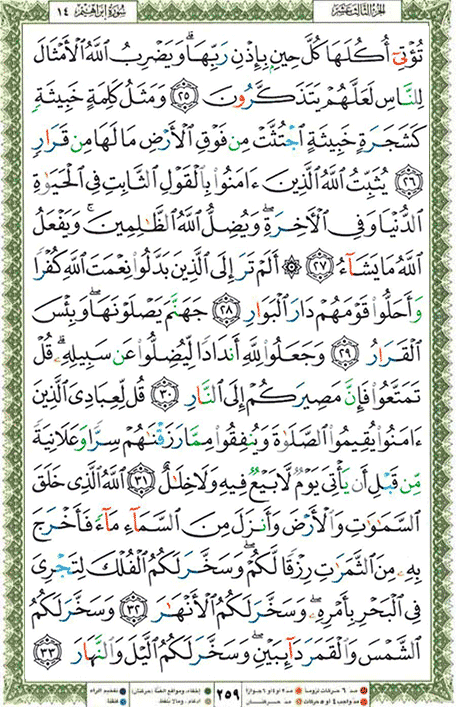 الجزء الثالث عشر
سورة إبراهيم ١٤
تُؤْتِىٓ أُكُلَهَا كُلَّ حِينٍۭ بِإِذْنِ رَبِّهَا ۗ وَيَضْرِبُ ٱللَّهُ ٱلْأَمْثَالَ
لِلنَّاسِ لَعَلَّهُمْ يَتَذَكَّرُونَ ٢٥ وَمَثَلُ كَلِمَةٍ خَبِيثَةٍ
كَشَجَرَةٍ خَبِيثَةٍ ٱجْتُثَّتْ مِن فَوْقِ ٱلْأَرْضِ مَا لَهَا مِن قَرَارٍ
٢٦ يُثَبِّتُ ٱللَّهُ ٱلَّذِينَ ءَامَنُوا۟ بِٱلْقَوْلِ ٱلثَّابِتِ فِى ٱلْحَيَوٰةِ
ٱلدُّنْيَا وَفِى ٱلْءَاخِرَةِ ۖ وَيُضِلُّ ٱللَّهُ ٱلظَّـٰلِمِينَ ۚ وَيَفْعَلُ
ٱللَّهُ مَا يَشَآءُ ٢٧ ۞ أَلَمْ تَرَ إِلَى ٱلَّذِينَ بَدَّلُوا۟ نِعْمَتَ ٱللَّهِ كُفْرًا
وَأَحَلُّوا۟ قَوْمَهُمْ دَارَ ٱلْبَوَارِ ٢٨ جَهَنَّمَ يَصْلَوْنَهَا ۖ وَبِئْسَ
ٱلْقَرَارُ ٢٩ وَجَعَلُوا۟ لِلَّهِ أَندَادًا لِّيُضِلُّوا۟ عَن سَبِيلِهِۦ ۗ قُلْ
تَمَتَّعُوا۟ فَإِنَّ مَصِيرَكُمْ إِلَى ٱلنَّارِ ٣٠ قُل لِّعِبَادِىَ ٱلَّذِينَ
ءَامَنُوا۟ يُقِيمُوا۟ ٱلصَّلَوٰةَ وَيُنفِقُوا۟ مِمَّا رَزَقْنَـٰهُمْ سِرًّا وَعَلَانِيَةً
مِّن قَبْلِ أَن يَأْتِىَ يَوْمٌ لَّا بَيْعٌ فِيهِ وَلَا خِلَـٰلٌ ٣١ ٱللَّهُ ٱلَّذِى خَلَقَ
ٱلسَّمَـٰوَٰتِ وَٱلْأَرْضَ وَأَنزَلَ مِنَ ٱلسَّمَآءِ مَآءً فَأَخْرَجَ
بِهِۦ مِنَ ٱلثَّمَرَٰتِ رِزْقًا لَّكُمْ ۖ وَسَخَّرَ لَكُمُ ٱلْفُلْكَ لِتَجْرِىَ
فِى ٱلْبَحْرِ بِأَمْرِهِۦ ۖ وَسَخَّرَ لَكُمُ ٱلْأَنْهَـٰرَ ٣٢ وَسَخَّرَ لَكُمُ
ٱلشَّمْسَ وَٱلْقَمَرَ دَآئِبَيْنِ ۖ وَسَخَّرَ لَكُمُ ٱلَّيْلَ وَٱلنَّهَارَ ٣٣
مد ٦ حركات لزوماً
مد ٢ أو ٤ أو ٦ جوازاً
مد واجب ٤ أو ٥ حركات
مد حركتان
٢٥٩
إخفاء، ومواقع الغنة (حركتان)
إدغام، وما لا يلفظ
تفخيم الراء
قلقلة